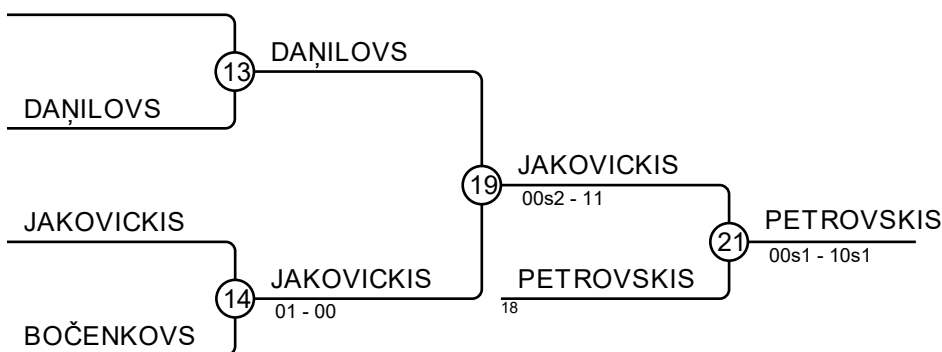 DAŅILOVS
13
DAŅILOVS
JAKOVICKIS
19
00s2 - 11
JAKOVICKIS
PETROVSKIS
21
00s1 - 10s1
JAKOVICKIS
PETROVSKIS
14
01 - 00
18
BOČENKOVS